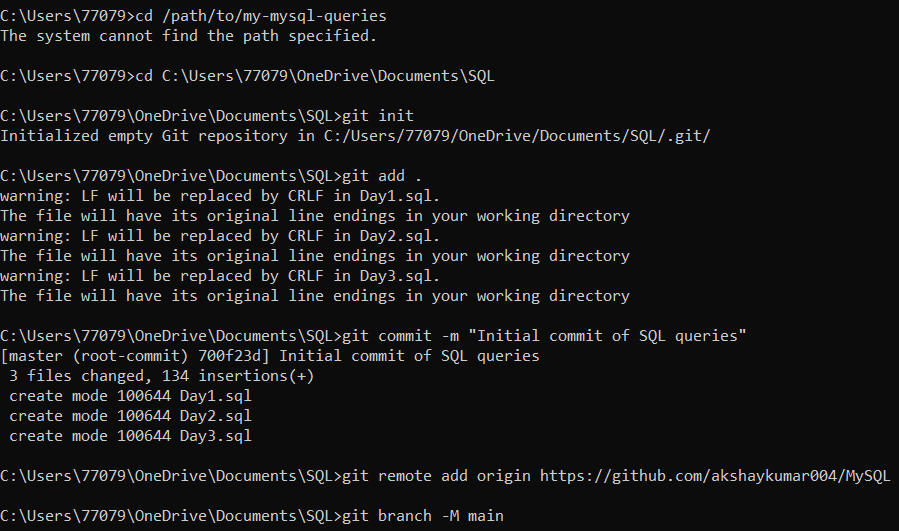 C:\Users\77079>cd /path/to/my-mysql-queries
The system cannot find the path specified.
C:\Users\77079>cd C:\Users\77079\OneDrive\Documents\SQL
C:\Users\77079\OneDrive\Documents\SQL>git init
Initialized empty Git repository in C:/Users/77079/OneDrive/Documents/SQL/.git/
C:\Users\77079\OneDrive\Documents\SQL>git add .
warning: LF will be replaced by CRLF in Day1.sql.
The file will have its original line endings in your working directory
warning: LF will be replaced by CRLF in Day2.sql.
The file will have its original line endings in your working directory
warning: LF will be replaced by CRLF in Day3.sql.
The file will have its original line endings in your working directory
C:\Users\77079\OneDrive\Documents\SQL>git commit -m "Initial commit of SQL queries"
[master (root-commit) 700f23d] Initial commit of SQL queries
 3 files changed, 134 insertions(+)
 create mode 100644 Day1.sql
 create mode 100644 Day2.sql
 create mode 100644 Day3.sql
C:\Users\77079\OneDrive\Documents\SQL>git remote add origin https://github.com/akshaykumar004/MySQL
C:\Users\77079\OneDrive\Documents\SQL>git branch -M main